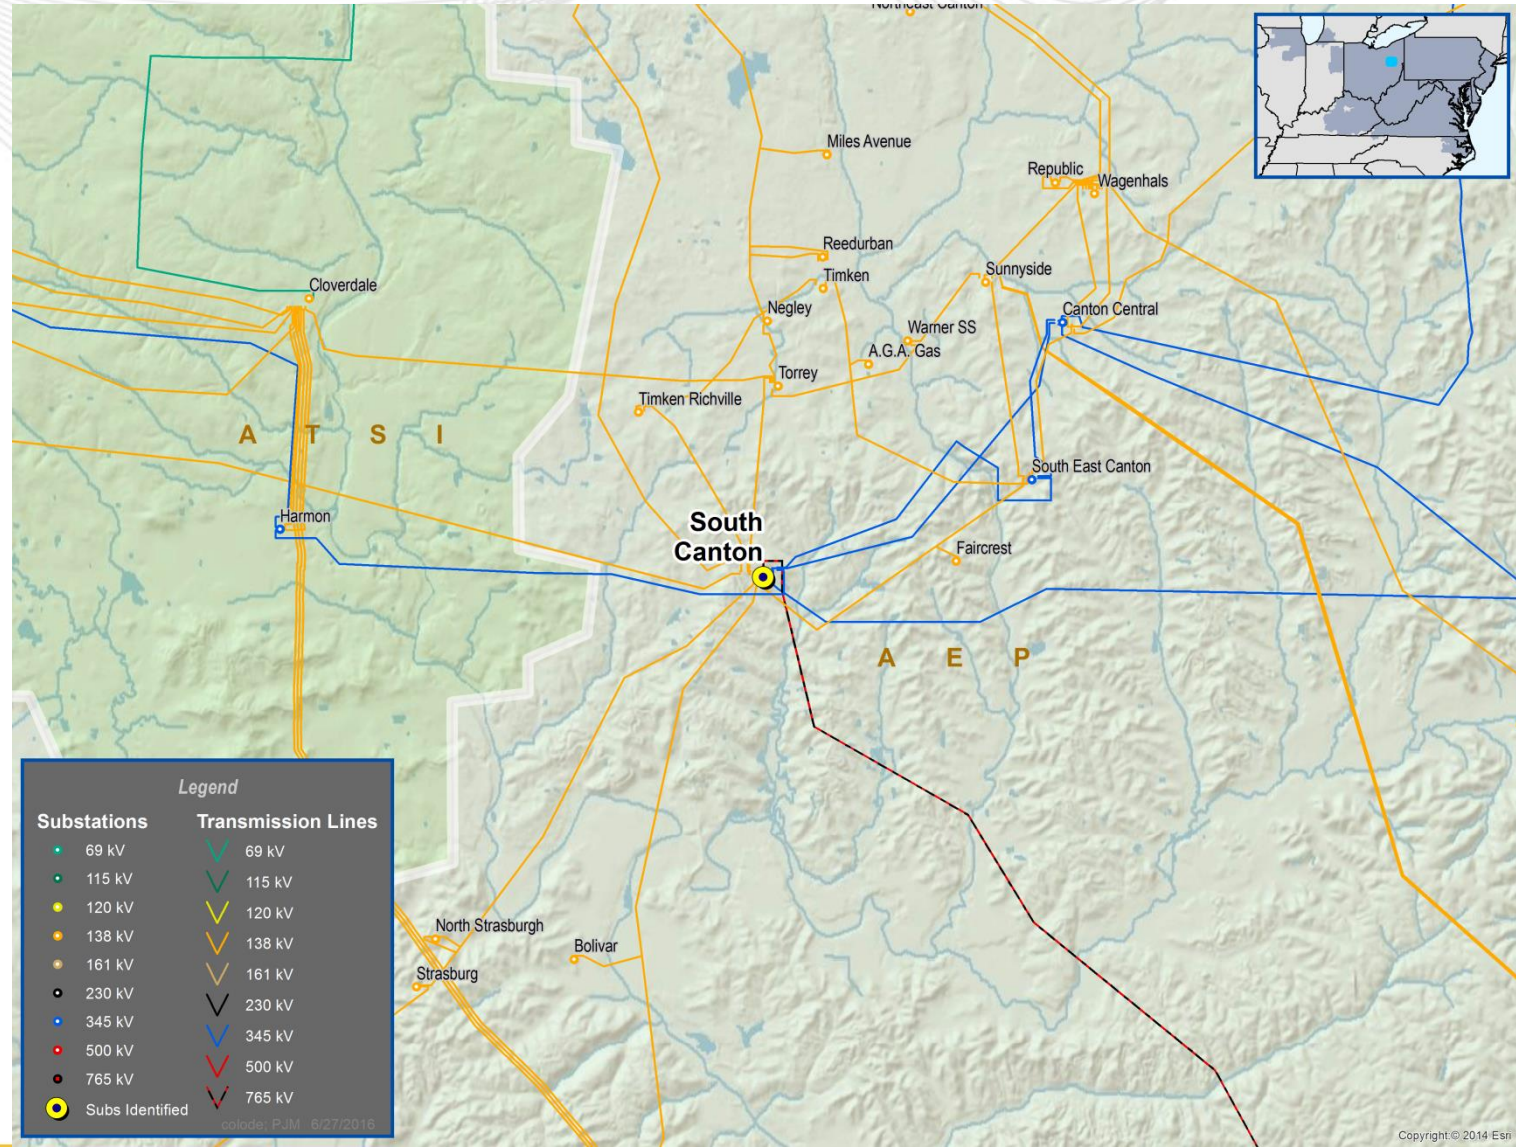 Northeast Canton
Miles Avenue
Republic
Wagenhals
Reedurban
Timken
Sunnyside
Cloverdale
Negley
Canton Central
Warner SS
A.G.A. Gas
Torrey
Timken Richville
A T S I
South East Canton
Harmon
South
Canton
Faircrest
A E P
North Strasburgh
Bolivar
Strasburg
Legend
Substations
69 kV
115 kV
120 kV
138 kV
161 kV
230 kV
345 kV
500 kV
765 kV
Subs Identified
Transmission Lines
69 kV
115 kV
120 kV
138 kV
161 kV
230 kV
345 kV
500 kV
765 kV
colode; PJM 6/27/2016
Copyright:© 2014 Esri